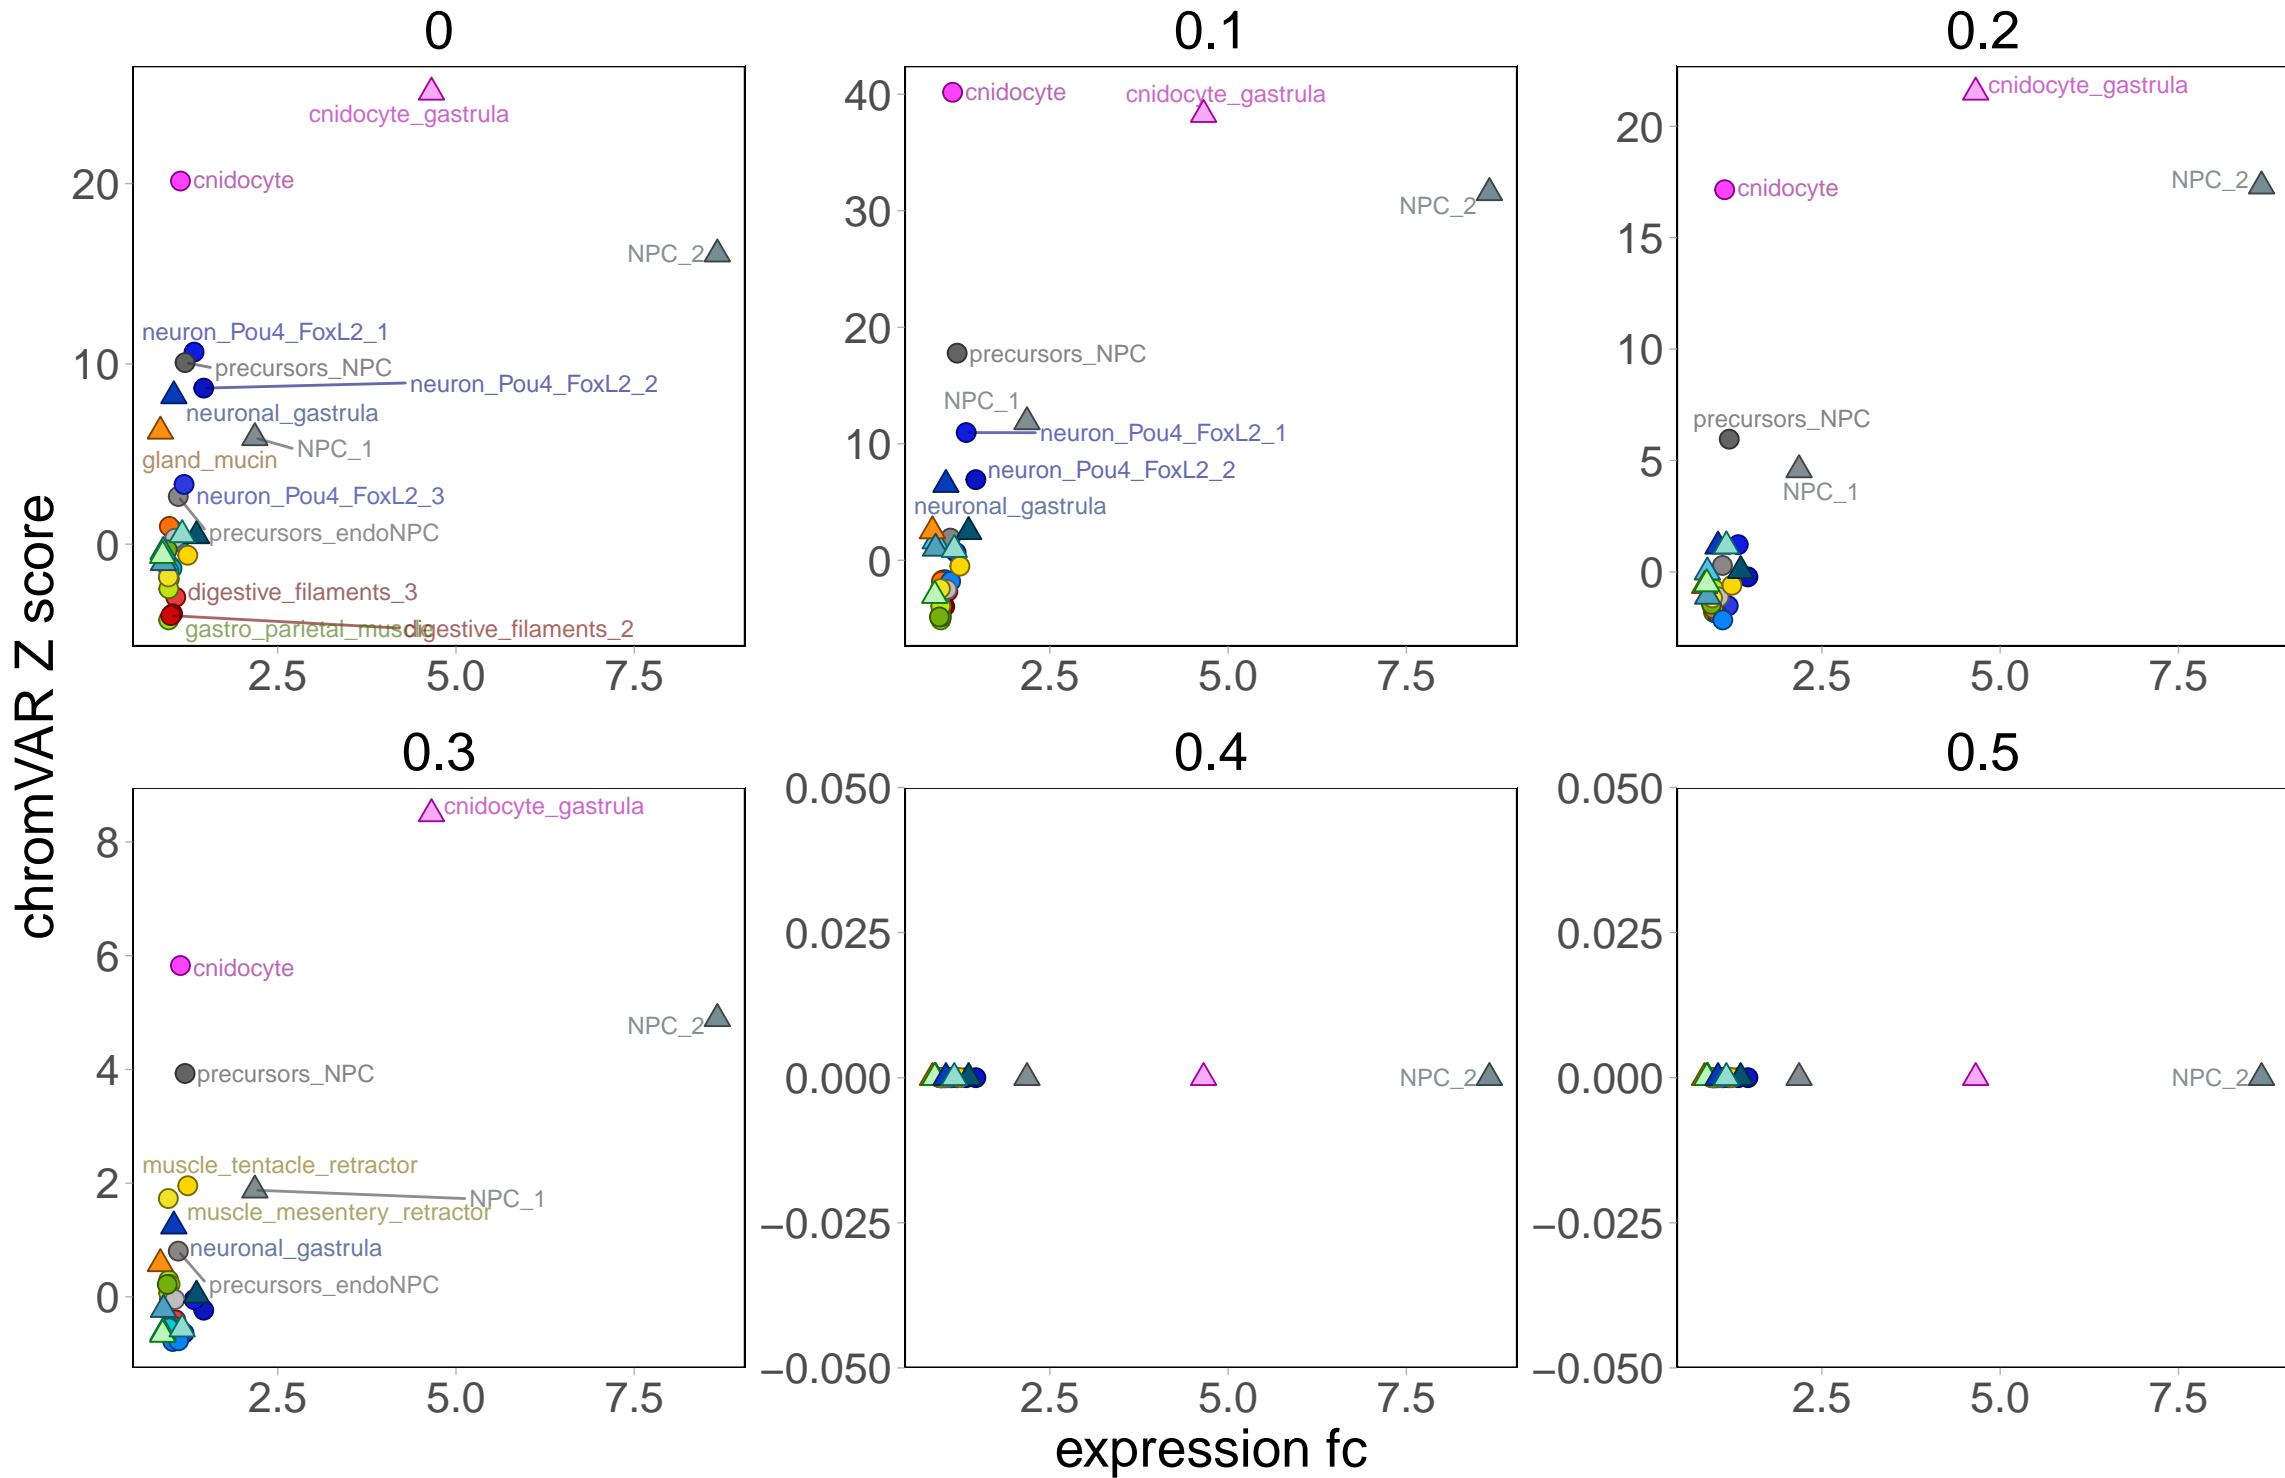 0
cnidocyte_gastrula
cnidocyte
NPC_2
neuron_Pou4_FoxL2_1
precursors_NPC
neuron_Pou4_FoxL2_2
neuronal_gastrula
NPC_1
gland_mucin
neuron_Pou4_FoxL2_3
precursors_endoNPC
digestive_filaments_3
gastro_parietal_muscle
digestive_filaments_2
20
10
0
2.5
5.0
7.5
0.1
cnidocyte
cnidocyte_gastrula
NPC_2
precursors_NPC
NPC_1
neuron_Pou4_FoxL2_1
neuron_Pou4_FoxL2_2
neuronal_gastrula
40
30
20
10
0
2.5
5.0
7.5
0.2
cnidocyte_gastrula
NPC_2
cnidocyte
precursors_NPC
NPC_1
20
15
10
5
0
2.5
5.0
7.5
chromVAR Z score
0.3
cnidocyte_gastrula
cnidocyte
NPC_2
precursors_NPC
muscle_tentacle_retractor
NPC_1
muscle_mesentery_retractor
neuronal_gastrula
precursors_endoNPC
8
6
4
2
0
2.5
5.0
7.5
0.4
0.050
0.025
0.000
−0.025
−0.050
NPC_2
2.5
5.0
7.5
0.5
0.050
0.025
0.000
−0.025
−0.050
NPC_2
2.5
5.0
7.5
expression fc